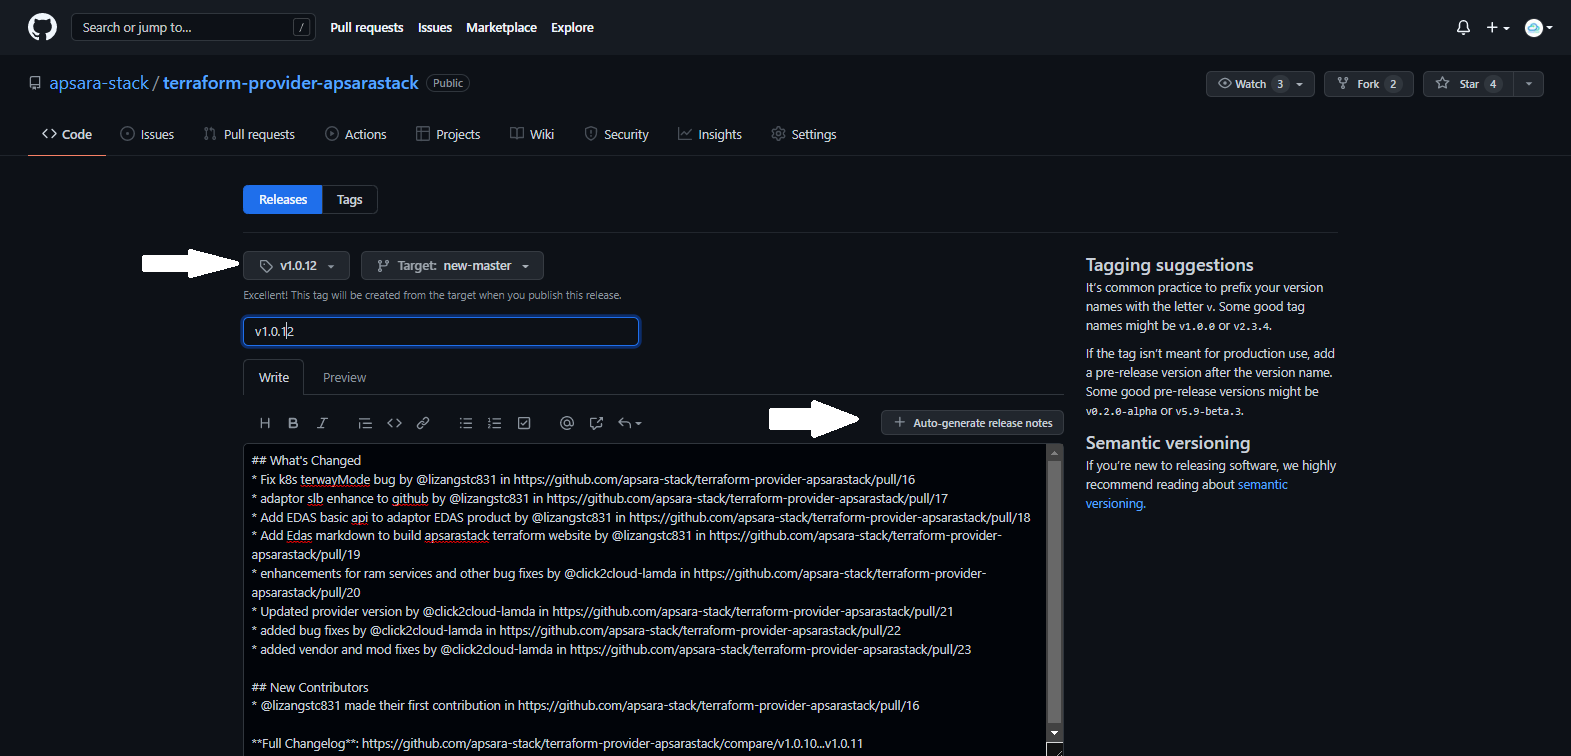 Search or jump to... /
Pull requests Issues Marketplace Explore
apsara-stack / terraform-provider-apsarastack Public
Watch 3 Fork 2 Star 4
Code Issues Pull requests Actions Projects Wiki Security Insights Settings
Releases Tags
v1.0.12 Target: new-master
Excellent! This tag will be created from the target when you publish this release.
v1.0.12
Write Preview
H B I
Auto-generate release notes
## What's Changed
* Fix k8s terwayMode bug by @lizangstc831 in https://github.com/apsara-stack/terraform-provider-apsarastack/pull/16
* adaptor slb enhance to github by @lizangstc831 in https://github.com/apsara-stack/terraform-provider-apsarastack/pull/17
* Add EDAS basic api to adaptor EDAS product by @lizangstc831 in https://github.com/apsara-stack/terraform-provider-apsarastack/pull/18
* Add Edas markdown to build apsarastack terraform website by @lizangstc831 in https://github.com/apsara-stack/terraform-provider-
apsarastack/pull/19
* enhancements for ram services and other bug fixes by @click2cloud-lamda in https://github.com/apsara-stack/terraform-provider-
apsarastack/pull/20
* Updated provider version by @click2cloud-lamda in https://github.com/apsara-stack/terraform-provider-apsarastack/pull/21
* added bug fixes by @click2cloud-lamda in https://github.com/apsara-stack/terraform-provider-apsarastack/pull/22
* added vendor and mod fixes by @click2cloud-lamda in https://github.com/apsara-stack/terraform-provider-apsarastack/pull/23
## New Contributors
* @lizangstc831 made their first contribution in https://github.com/apsara-stack/terraform-provider-apsarastack/pull/16
**Full Changelog**: https://github.com/apsara-stack/terraform-provider-apsarastack/compare/v1.0.10...v1.0.11
Tagging suggestions
It's common practice to prefix your version
names with the letter v. Some good tag
names might be v1.0.0 or v2.3.4.
If the tag isn't meant for production use, add
a pre-release version after the version name.
Some good pre-release versions might be
v0.2.0-alpha or v5.9-beta.3.
Semantic versioning
If you're new to releasing software, we highly
recommend reading about semantic
versioning.